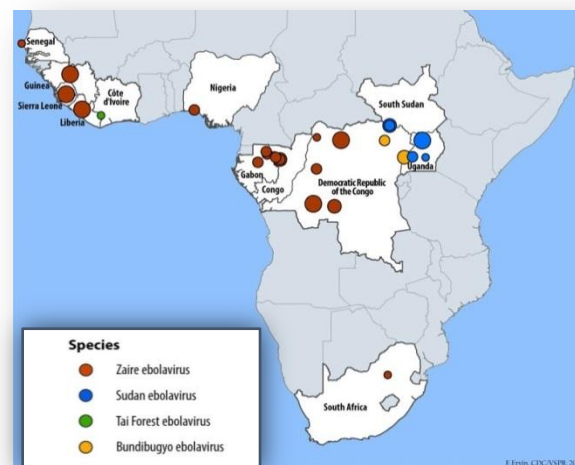 Senegal
Guinea
Sierra Leone
Côte
d'Ivoire
Liberia
Nigeria
Gabon
Congo
Democratic Republic
of the Congo
South Sudan
Uganda
South Africa
Species
Zaire ebolavirus
Sudan ebolavirus
Tai Forest ebolavirus
Bundibugyo ebolavirus